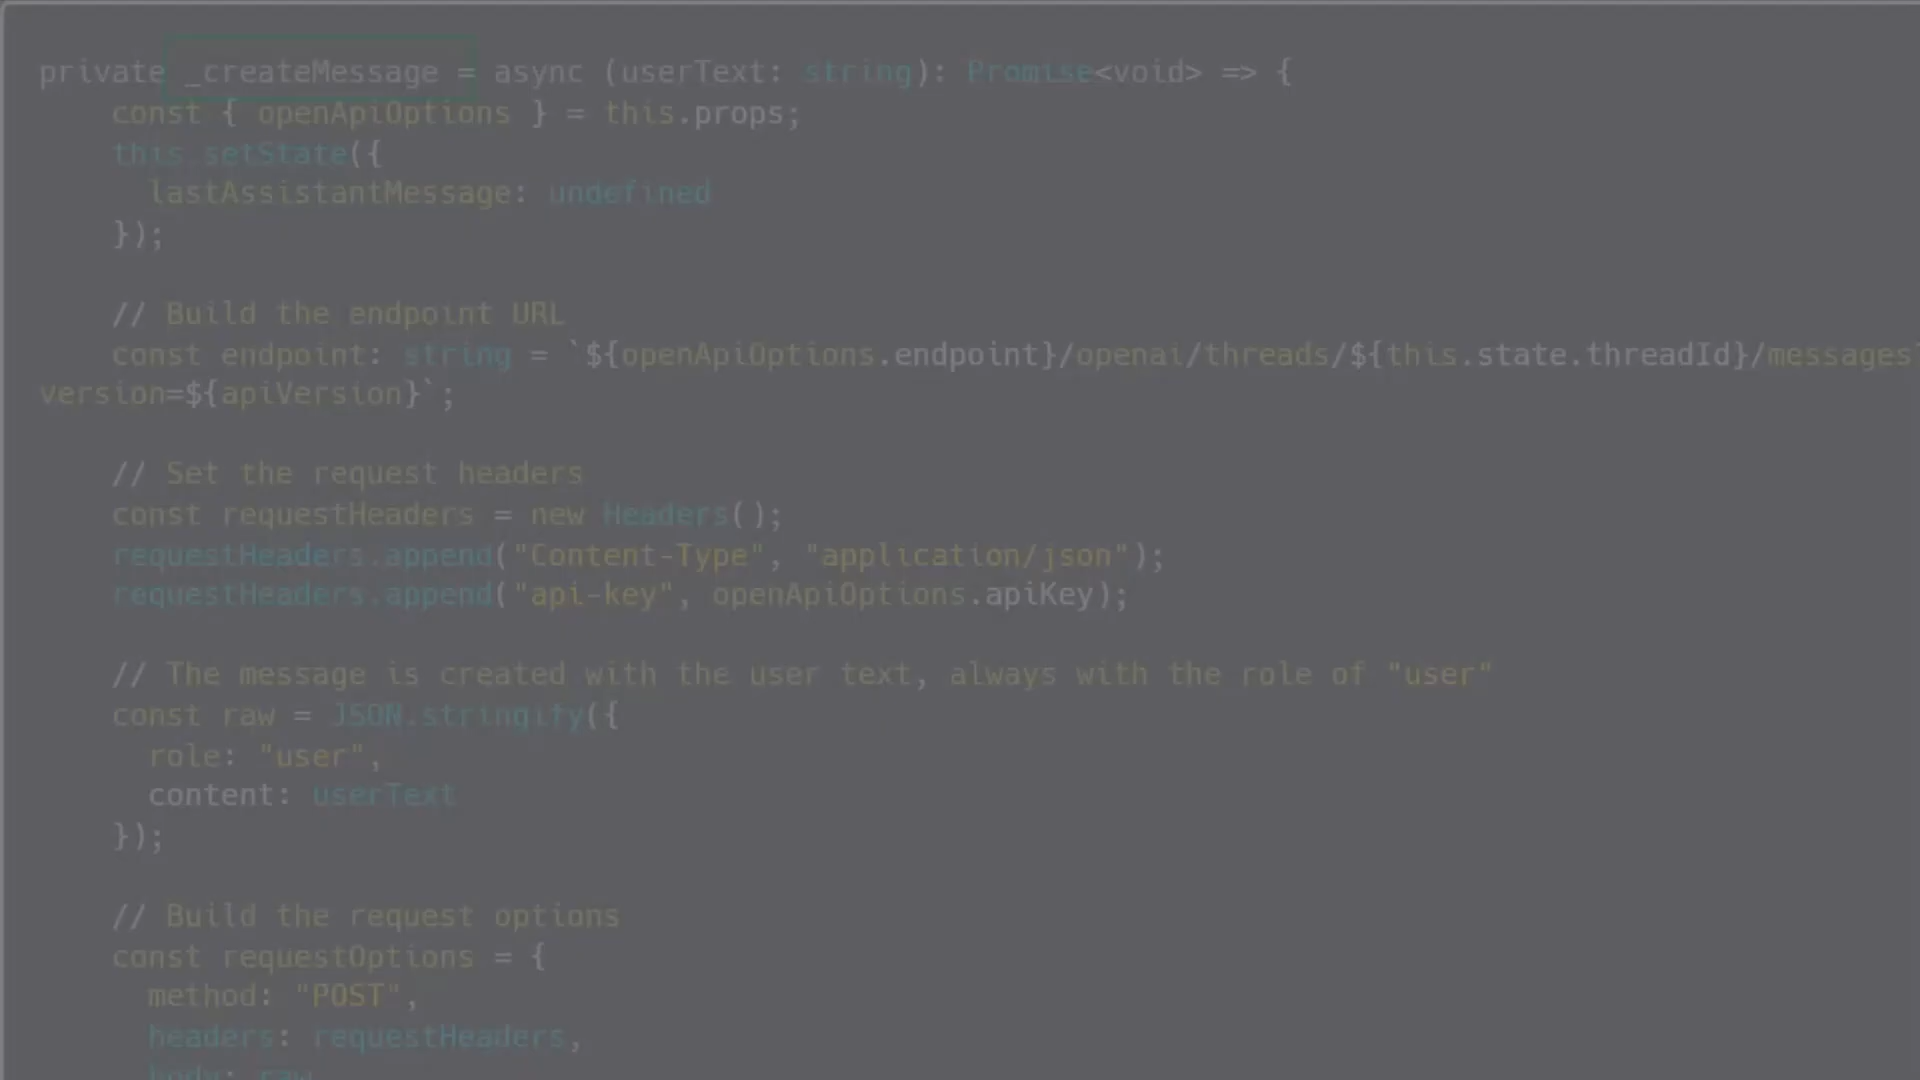 private _createMessage = async (userText: string): Promise<void> => {
const { openApiOptions } = this.props;
this.setState({
lastAssistantMessage: undefined
});
// Build the endpoint URL
const endpoint: string = `${openApiOptions.endpoint}/openai/threads/${this.state.threadId}/messages?
version=${apiVersion}`;
// Set the request headers
const requestHeaders = new Headers();
requestHeaders.append("Content-Type", "application/json");
requestHeaders.append("api-key", openApiOptions.apiKey);
// The message is created with the user text, always with the role of "user"
const raw = JSON.stringify({
role: "user",
content: userText
});
// Build the request options
const requestOptions = {
method: "POST",
headers: requestHeaders,
body: raw